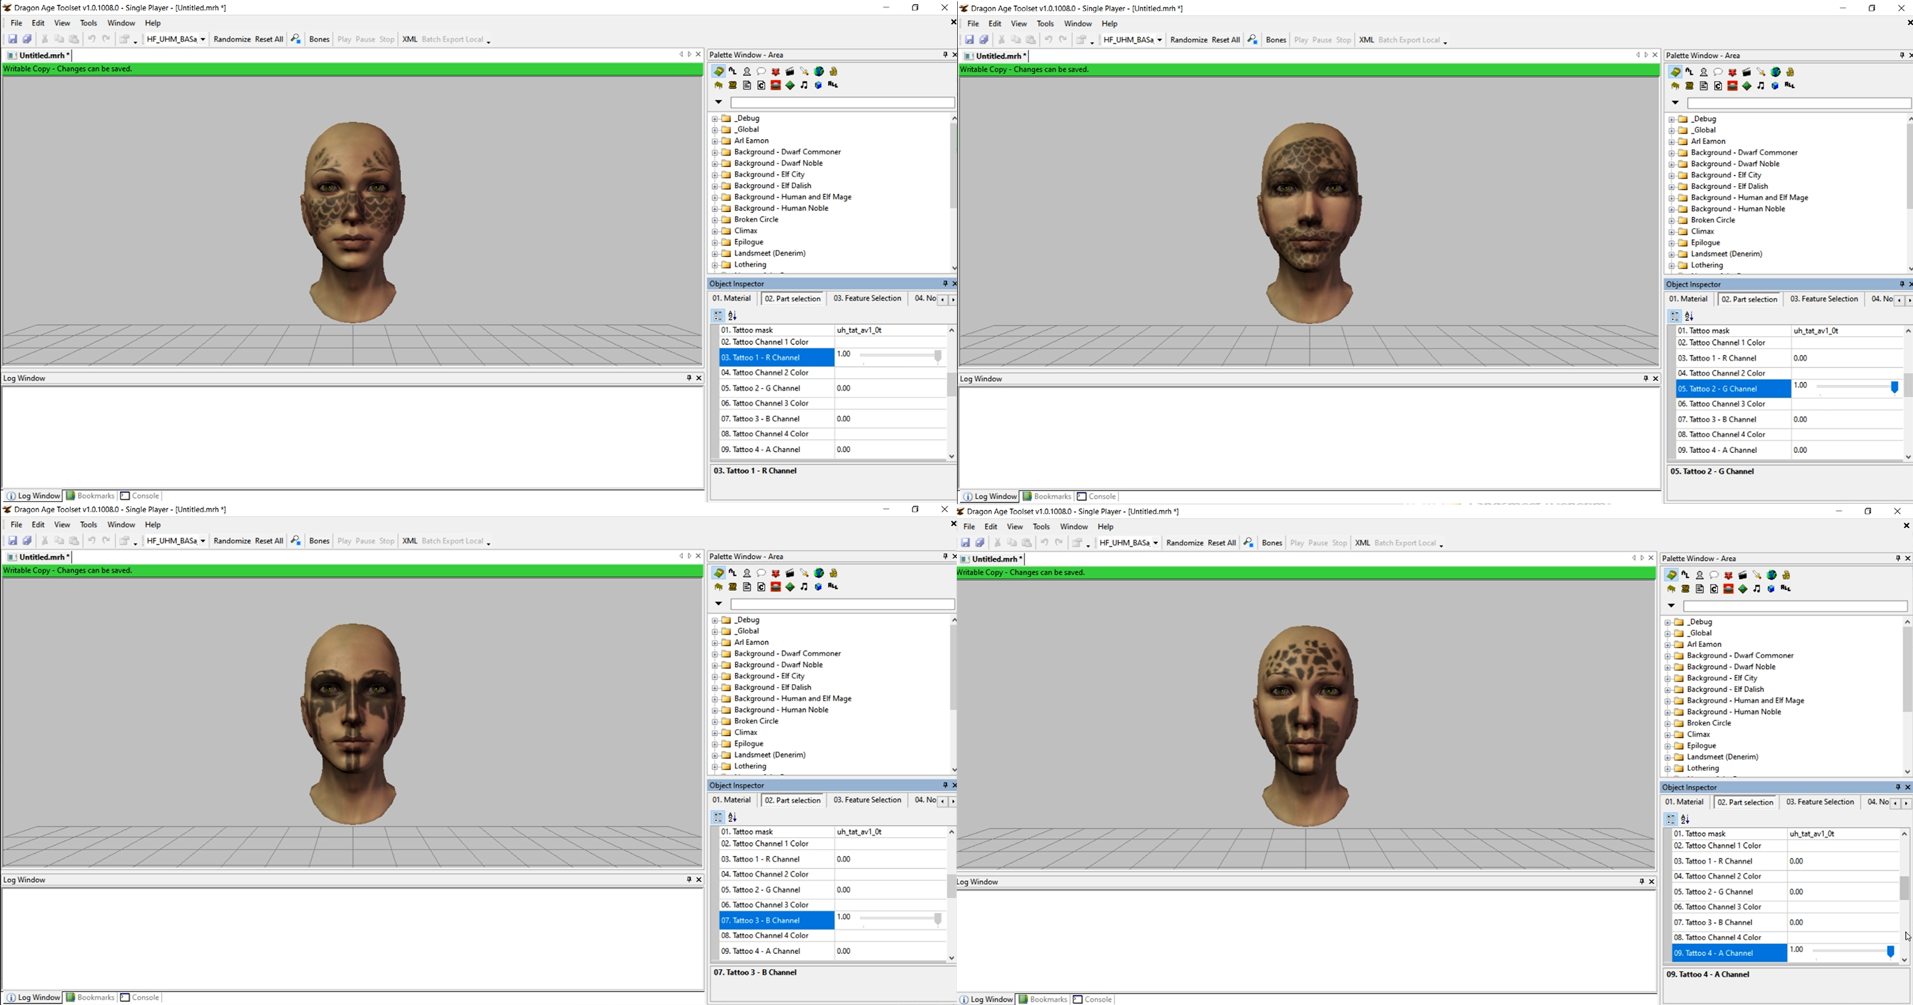 Dragon Age Toolset v1.0.1008.0 - Single Player - [Untitled.mrh *]
File Edit View Tools Window Help
HF_UHM_BASa Randomize Reset All Bones Play Pause Stop XML Batch Export Local
Untitled.mrh *
Writable Copy - Changes can be saved.
Palette Window - Area
_Debug
_Global
Arl Eamon
Background - Dwarf Commoner
Background - Dwarf Noble
Background - Elf City
Background - Elf Dalish
Background - Human and Elf Mage
Background - Human Noble
Broken Circle
Climax
Epilogue
Landsmeet (Denerim)
Lothering
Object Inspector
01. Material 02. Part selection 03. Feature Selection 04. No
01. Tattoo mask uh_tat_av1_0t
02. Tattoo Channel 1 Color
03. Tattoo 1 - R Channel 1.00
04. Tattoo Channel 2 Color
05. Tattoo 2 - G Channel 0.00
06. Tattoo Channel 3 Color
07. Tattoo 3 - B Channel 0.00
08. Tattoo Channel 4 Color
09. Tattoo 4 - A Channel 0.00
03. Tattoo 1 - R Channel
Log Window
Log Window Bookmarks Console
Dragon Age Toolset v1.0.1008.0 - Single Player - [Untitled.mrh *]
File Edit View Tools Window Help
HF_UHM_BASa Randomize Reset All Bones Play Pause Stop XML Batch Export Local
Untitled.mrh *
Writable Copy - Changes can be saved.
Palette Window - Area
_Debug
_Global
Arl Eamon
Background - Dwarf Commoner
Background - Dwarf Noble
Background - Elf City
Background - Elf Dalish
Background - Human and Elf Mage
Background - Human Noble
Broken Circle
Climax
Epilogue
Landsmeet (Denerim)
Lothering
Object Inspector
01. Material 02. Part selection 03. Feature Selection 04. No
01. Tattoo mask uh_tat_av1_0t
02. Tattoo Channel 1 Color
03. Tattoo 1 - R Channel 0.00
04. Tattoo Channel 2 Color
05. Tattoo 2 - G Channel 1.00
06. Tattoo Channel 3 Color
07. Tattoo 3 - B Channel 0.00
08. Tattoo Channel 4 Color
09. Tattoo 4 - A Channel 0.00
05. Tattoo 2 - G Channel
Log Window
Log Window Bookmarks Console
Dragon Age Toolset v1.0.1008.0 - Single Player - [Untitled.mrh *]
File Edit View Tools Window Help
HF_UHM_BASa Randomize Reset All Bones Play Pause Stop XML Batch Export Local
Untitled.mrh *
Writable Copy - Changes can be saved.
Palette Window - Area
_Debug
_Global
Arl Eamon
Background - Dwarf Commoner
Background - Dwarf Noble
Background - Elf City
Background - Elf Dalish
Background - Human and Elf Mage
Background - Human Noble
Broken Circle
Climax
Epilogue
Landsmeet (Denerim)
Lothering
Object Inspector
01. Material 02. Part selection 03. Feature Selection 04. No
01. Tattoo mask uh_tat_av1_0t
02. Tattoo Channel 1 Color
03. Tattoo 1 - R Channel 0.00
04. Tattoo Channel 2 Color
05. Tattoo 2 - G Channel 0.00
06. Tattoo Channel 3 Color
07. Tattoo 3 - B Channel 1.00
08. Tattoo Channel 4 Color
09. Tattoo 4 - A Channel 0.00
07. Tattoo 3 - B Channel
Log Window
Log Window Bookmarks Console
Dragon Age Toolset v1.0.1008.0 - Single Player - [Untitled.mrh *]
File Edit View Tools Window Help
HF_UHM_BASa Randomize Reset All Bones Play Pause Stop XML Batch Export Local
Untitled.mrh *
Writable Copy - Changes can be saved.
Palette Window - Area
_Debug
_Global
Arl Eamon
Background - Dwarf Commoner
Background - Dwarf Noble
Background - Elf City
Background - Elf Dalish
Background - Human and Elf Mage
Background - Human Noble
Broken Circle
Climax
Epilogue
Landsmeet (Denerim)
Lothering
Object Inspector
01. Material 02. Part selection 03. Feature Selection 04. No
01. Tattoo mask uh_tat_av1_0t
02. Tattoo Channel 1 Color
03. Tattoo 1 - R Channel 0.00
04. Tattoo Channel 2 Color
05. Tattoo 2 - G Channel 0.00
06. Tattoo Channel 3 Color
07. Tattoo 3 - B Channel 0.00
08. Tattoo Channel 4 Color
09. Tattoo 4 - A Channel 1.00
09. Tattoo 4 - A Channel
Log Window
Log Window Bookmarks Console